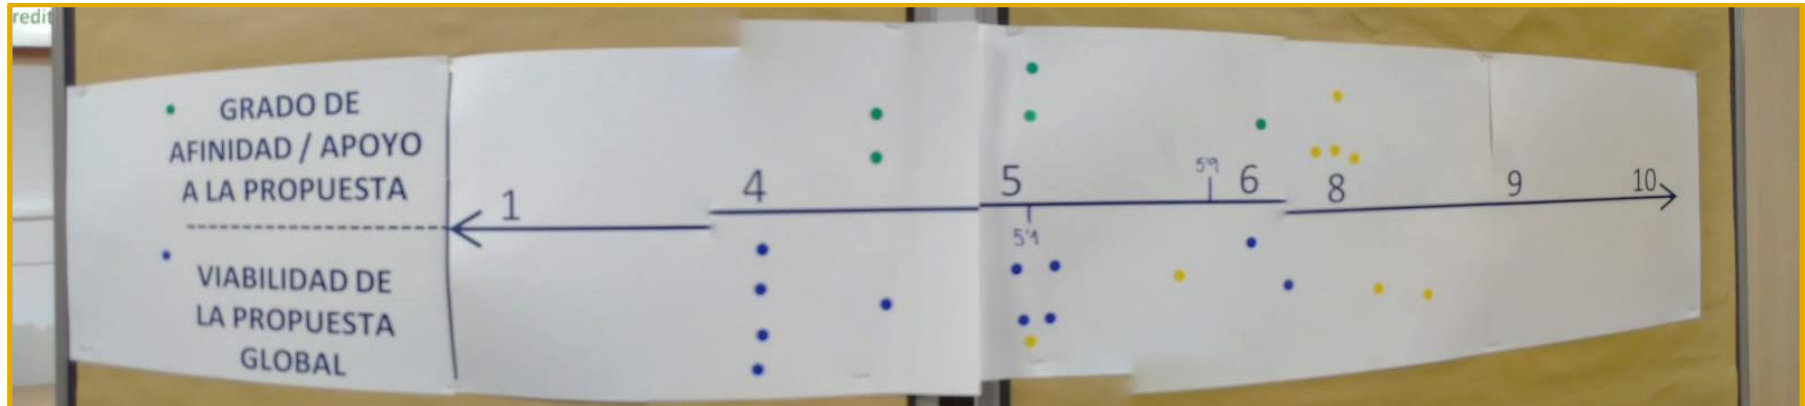 redit
GRADO DE
AFINIDAD / APOYO
A LA PROPUESTA
VIABILIDAD DE
LA PROPUESTA
GLOBAL
1 4 5 5'9 6 8 9 10
5'1